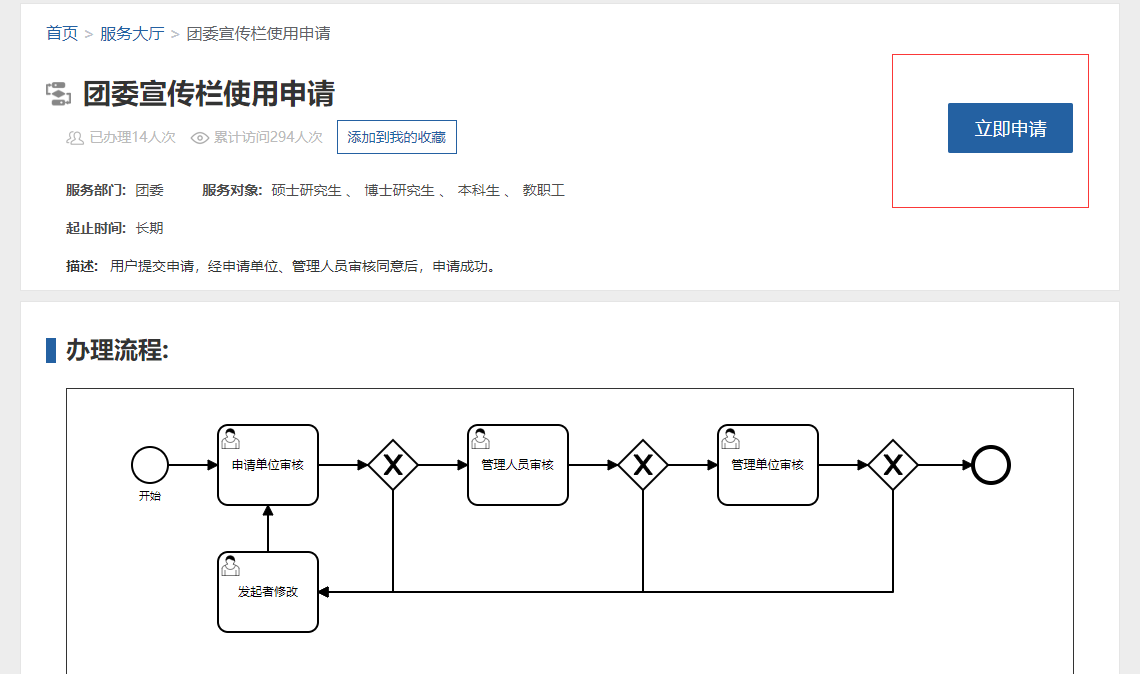 首页 > 服务大厅 > 团委宣传栏使用申请
团委宣传栏使用申请
立即申请
已办理14人次 累计访问294人次 添加到我的收藏
服务部门: 团委 服务对象: 硕士研究生 、 博士研究生 、 本科生 、 教职工
起止时间: 长期
描述: 用户提交申请，经申请单位、管理人员审核同意后，申请成功。
办理流程:
开始
申请单位审核
X
管理人员审核
X
管理单位审核
X
发起者修改